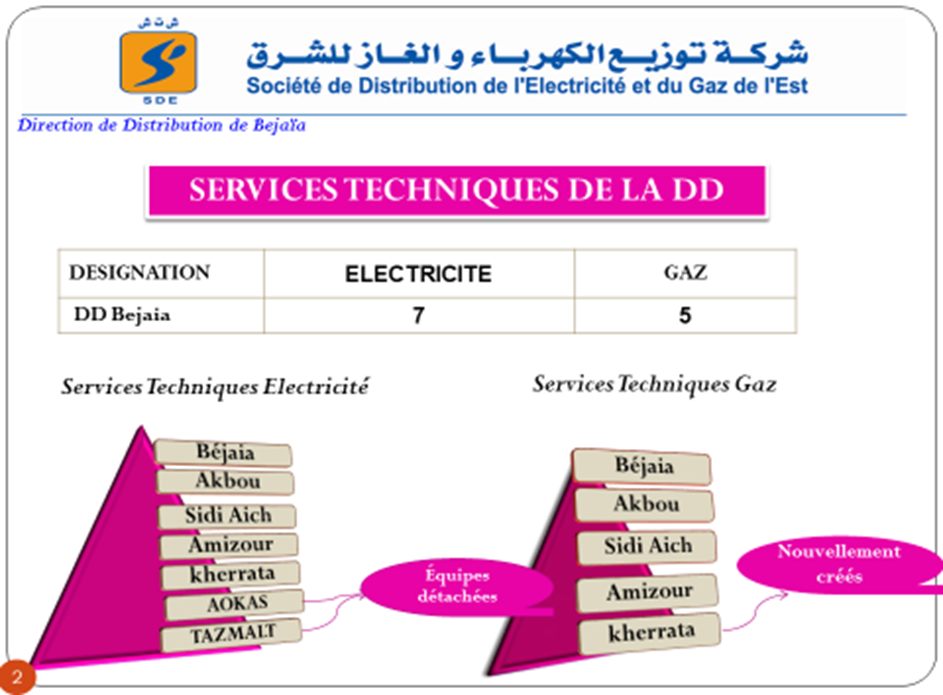 ش ت ش
SDE
شركة توزيع الكهرباء و الغاز للشرق
Société de Distribution de l'Electricité et du Gaz de l'Est
Direction de Distribution de Bejaïa
SERVICES TECHNIQUES DE LA DD
DESIGNATION ELECTRICITE GAZ
DD Bejaia 7 5
Services Techniques Electricité
Béjaia
Akbou
Sidi Aich
Amizour
kherrata
AOKAS
TAZMALT
Équipes
détachées
Services Techniques Gaz
Béjaia
Akbou
Sidi Aich
Amizour
kherrata
Nouvellement
créés
2